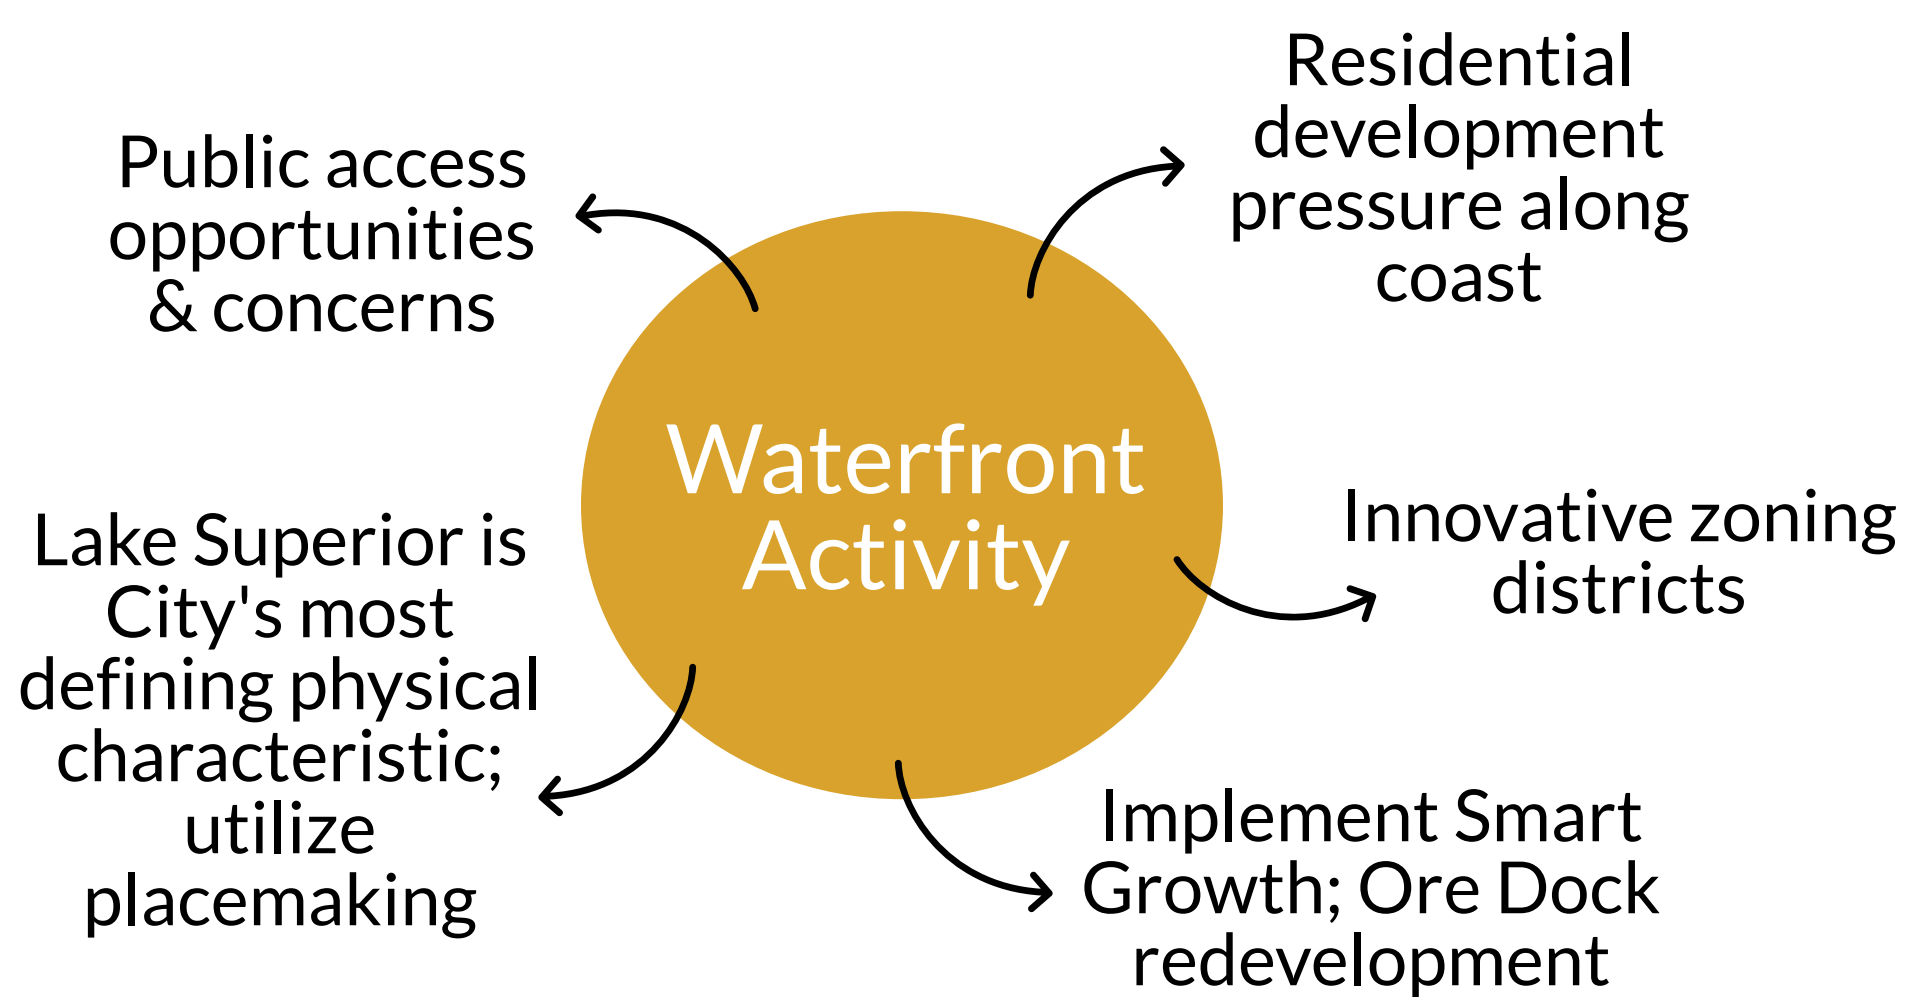 Public access
opportunities
& concerns
Residential
development
pressure along
coast
Waterfront
Activity
Lake Superior is
City's most
defining physical
characteristic;
utilize
placemaking
Innovative zoning
districts
Implement Smart
Growth; Ore Dock
redevelopment